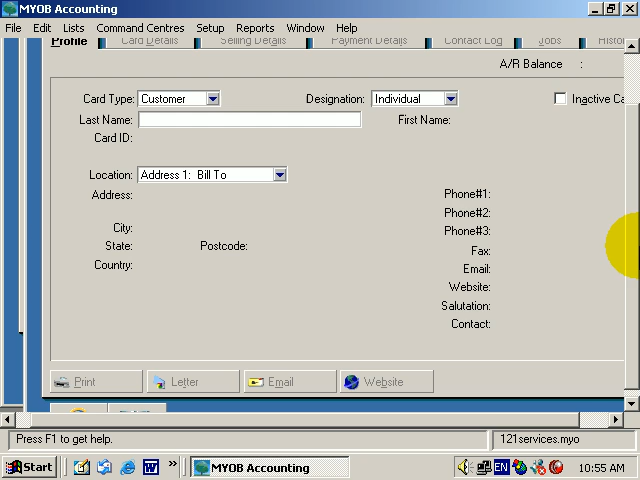 MYOB Accounting
File Edit Lists Command Centres Setup Reports Window Help
Profile Card Details Selling Details Payment Details Contact Log Jobs Histo
A/R Balance :
Card Type: Customer Designation: Individual Inactive Ca
Last Name: First Name:
Card ID:
Location: Address 1: Bill To
Address: Phone#1:
Phone#2:
City: Phone#3:
State: Postcode: Fax:
Country: Email:
Website:
Salutation:
Contact:
Print Letter Email Website
Press F1 to get help. 121services.myo
Start W » MYOB Accounting EN 10:55 AM